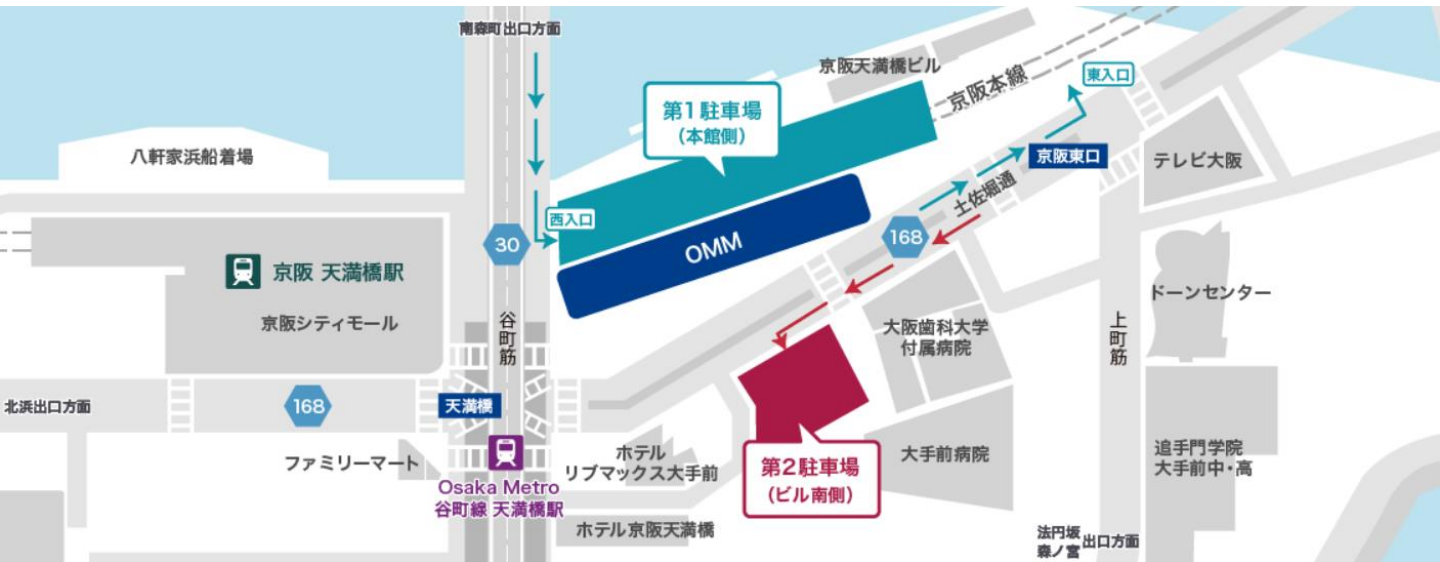 南森町出口方面
京阪天満橋ビル
京阪本線
東入口
第1駐車場
(本館側)
八軒家浜船着場
京阪東口
テレビ大阪
土佐堀通
西入口
30
OMM
168
京阪 天満橋駅
京阪シティモール
谷町筋
大阪歯科大学
付属病院
上町筋
ドーンセンター
北浜出口方面
168
天満橋
ファミリーマート
Osaka Metro
谷町線 天満橋駅
ホテル
リブマックス大手前
第2駐車場
(ビル南側)
大手前病院
追手門学院
大手前中・高
ホテル京阪天満橋
法円坂
森ノ宮
出口方面